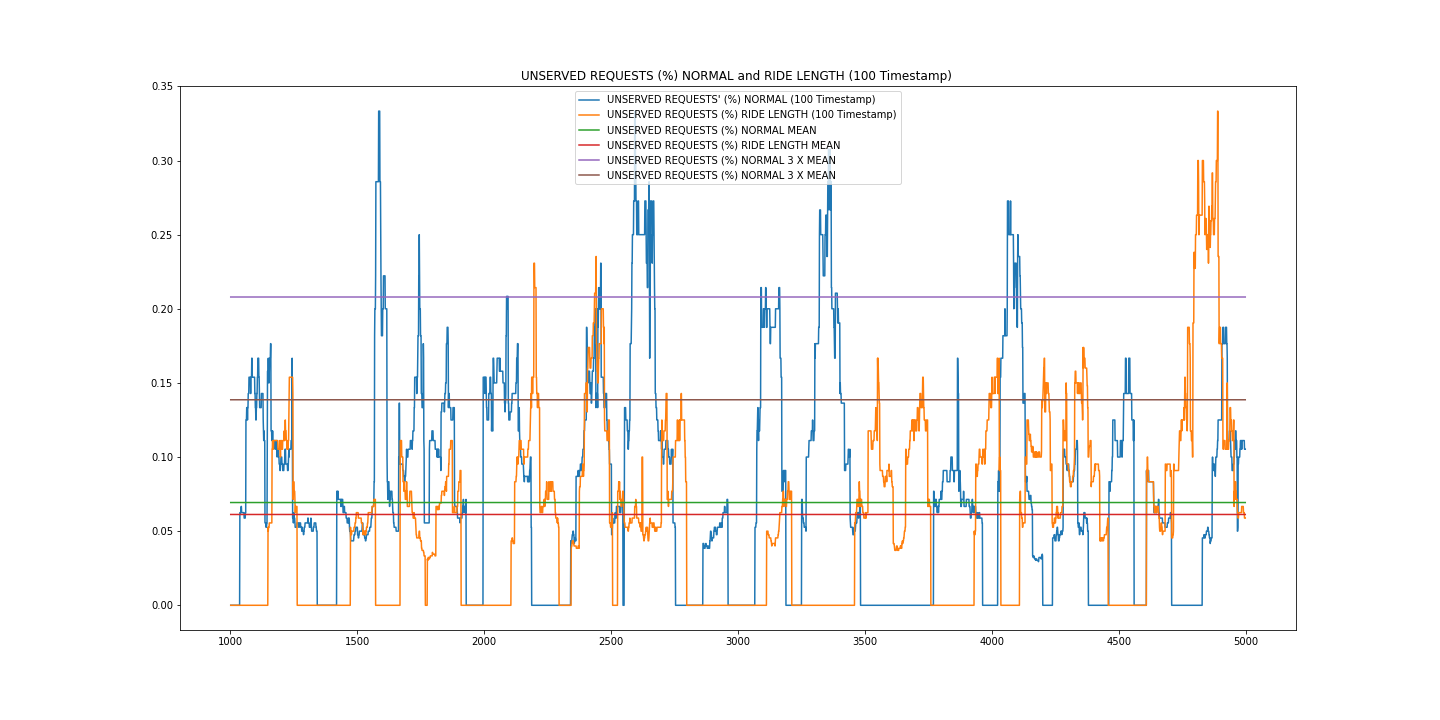 UNSERVED REQUESTS (%) NORMAL and RIDE LENGTH (100 Timestamp)
0.35
0.30
0.25
0.20
0.15
0.10
0.05
0.00
UNSERVED REQUESTS' (%) NORMAL (100 Timestamp)
UNSERVED REQUESTS (%) RIDE LENGTH (100 Timestamp)
UNSERVED REQUESTS (%) NORMAL MEAN
UNSERVED REQUESTS (%) RIDE LENGTH MEAN
UNSERVED REQUESTS (%) NORMAL 3 X MEAN
UNSERVED REQUESTS (%) NORMAL 3 X MEAN
1000 1500 2000 2500 3000 3500 4000 4500 5000